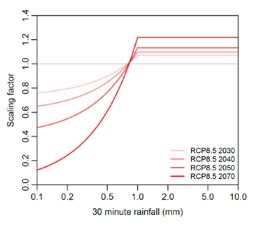 1.4
1.2
1.0
0.8
0.6
0.4
0.2
0.0
Scaling factor
RCP8.5 2030
RCP8.5 2040
RCP8.5 2050
RCP8.5 2070
0.1 0.2 0.5 1.0 2.0 5.0 10.0
30 minute rainfall (mm)